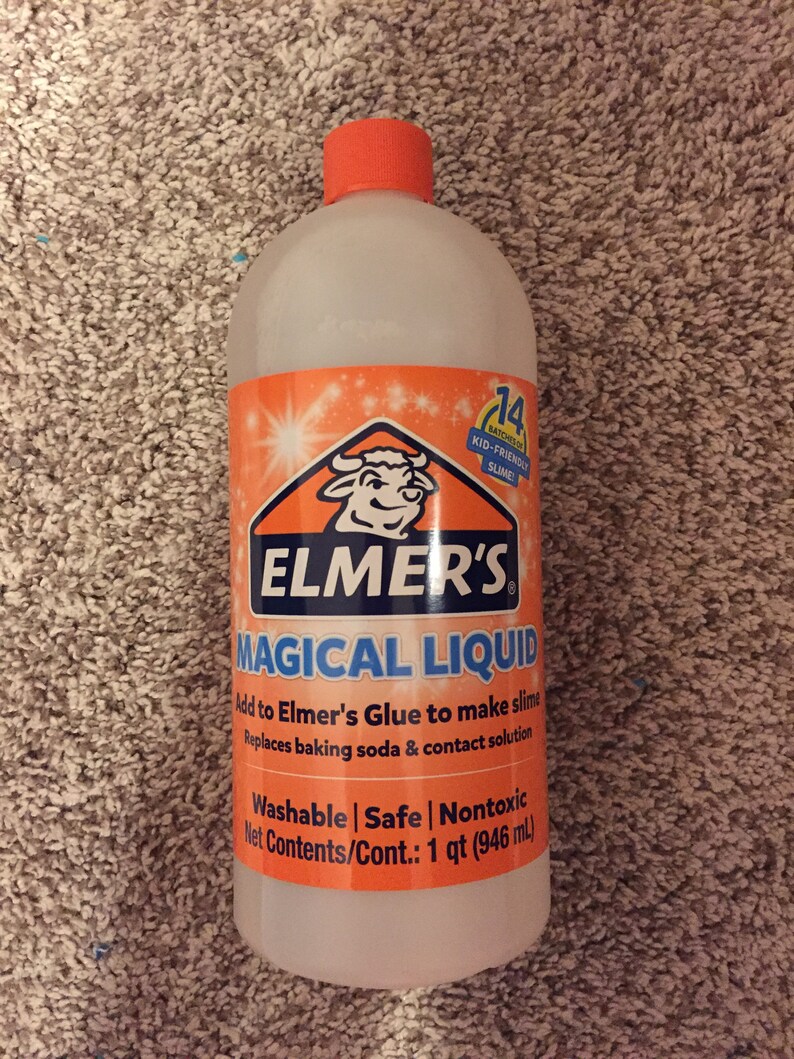 14
BATCHES OF
KID-FRIENDLY
SLIME!
ELMER'S®
MAGICAL LIQUID
Add to Elmer's Glue to make slime
Replaces baking soda & contact solution
Washable | Safe | Nontoxic
Net Contents/Cont.: 1 qt (946 mL)